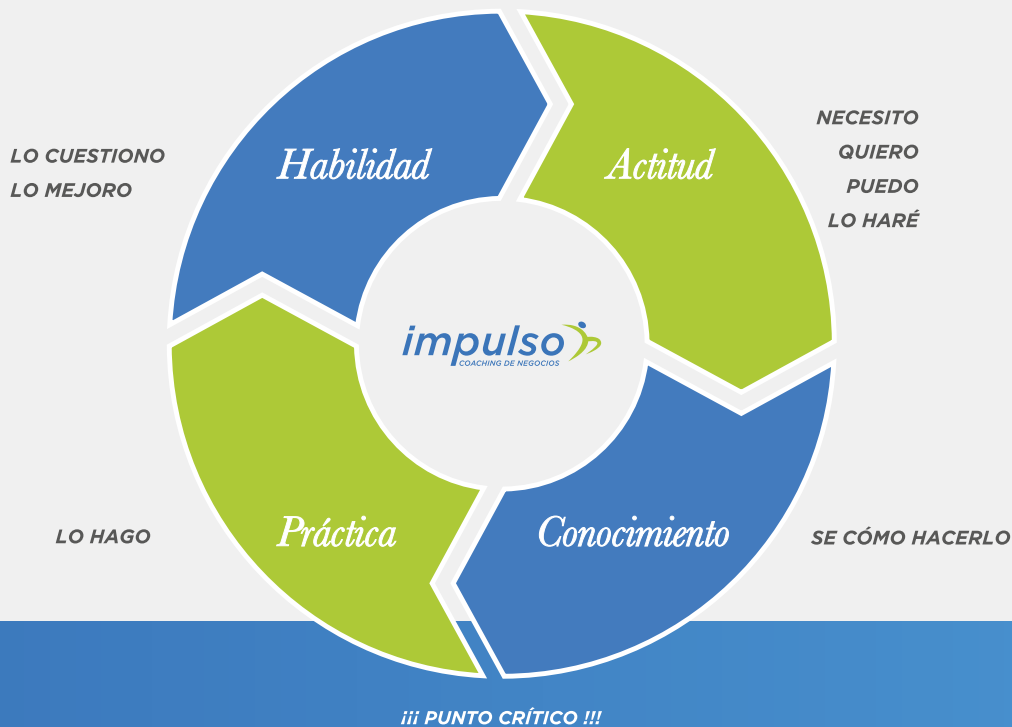 NECESITO
QUIERO
PUEDO
LO HARÉ
LO CUESTIONO
LO MEJORO
Habilidad
Actitud
impulso
COACHING DE NEGOCIOS
Práctica
Conocimiento
LO HAGO
SE CÓMO HACERLO
¡¡¡ PUNTO CRÍTICO !!!